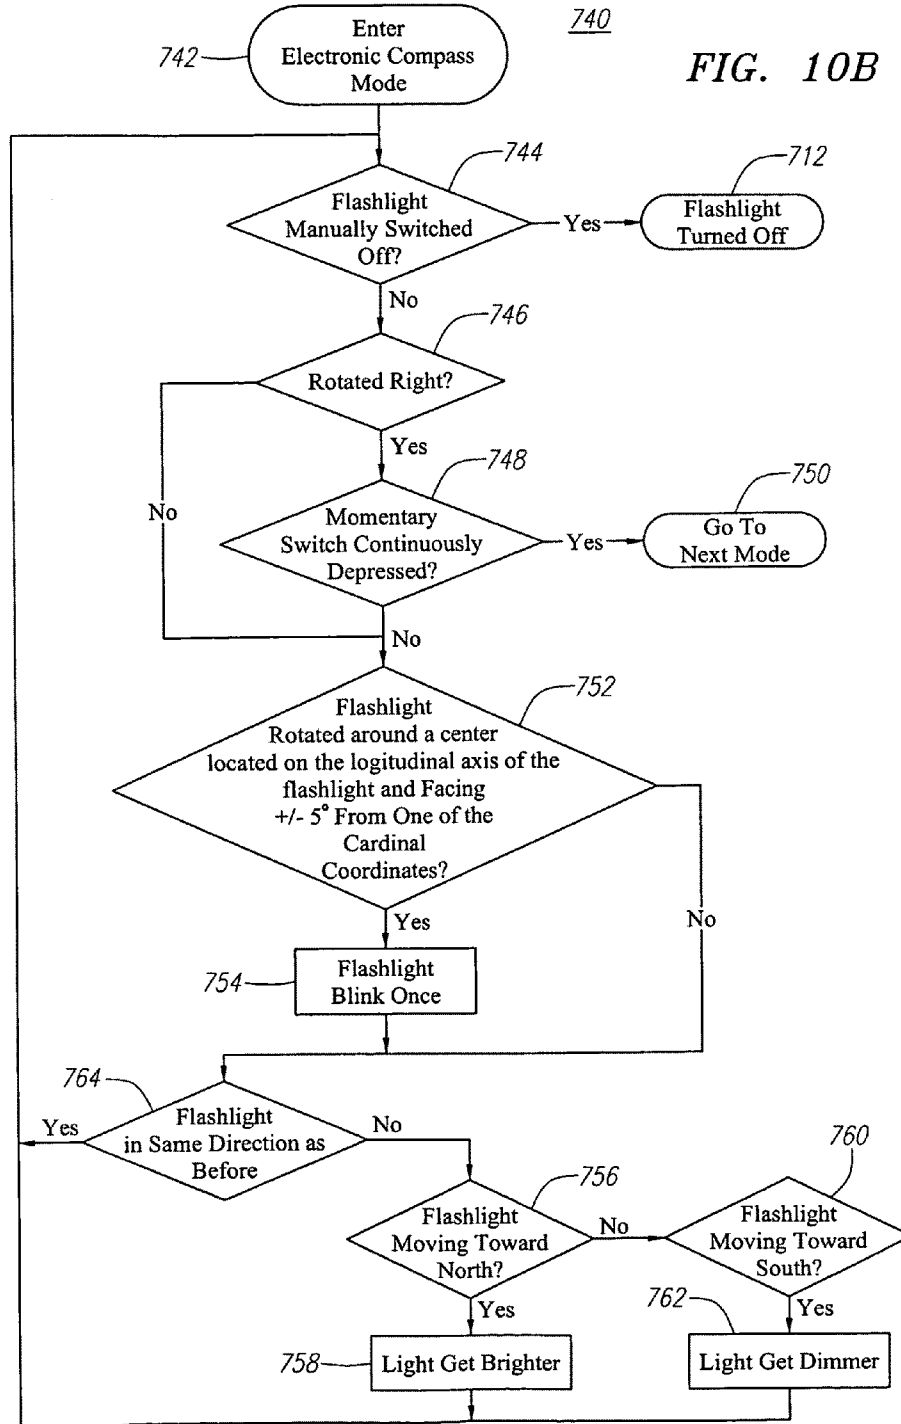 740
FIG. 10B
742
Enter
Electronic Compass
Mode
744
Flashlight
Manually Switched
Off?
Yes
712
Flashlight
Turned Off
No
746
Rotated Right?
Yes
No
748
Momentary
Switch Continuously
Depressed?
Yes
750
Go To
Next Mode
No
752
Flashlight
Rotated around a center
located on the logitudinal axis of the
flashlight and Facing
+/- 5° From One of the
Cardinal
Coordinates?
Yes
No
754
Flashlight
Blink Once
764
Flashlight
in Same Direction as
Before
Yes
No
756
Flashlight
Moving Toward
North?
No
760
Flashlight
Moving Toward
South?
Yes
758
Light Get Brighter
Yes
762
Light Get Dimmer